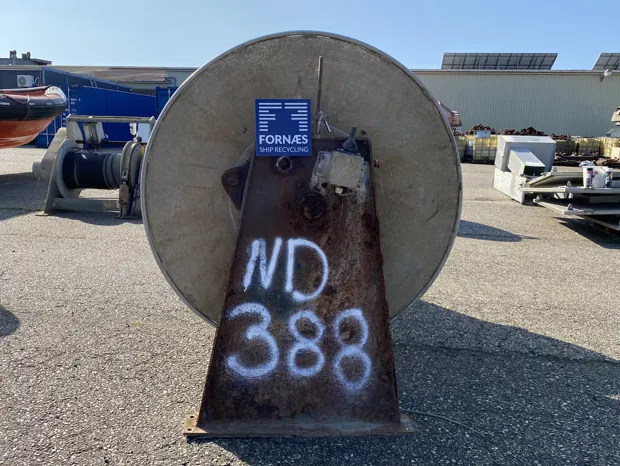 FORNÆS
SHIP RECYCLING
ND
388